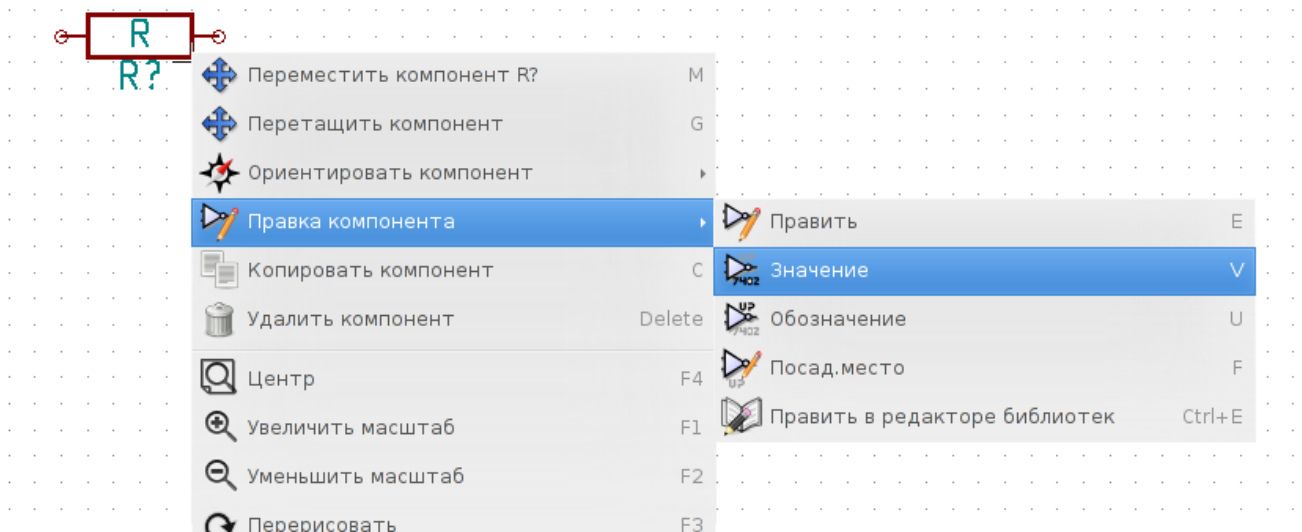 R
R?
Переместить компонент R? M
Перетащить компонент G
Ориентировать компонент
Правка компонента
Копировать компонент C
Удалить компонент Delete
Центр F4
Увеличить масштаб F1
Уменьшить масштаб F2
Перерисовать F3
Править E
Значение V
Обозначение U
Посад.место F
Править в редакторе библиотек Ctrl+E